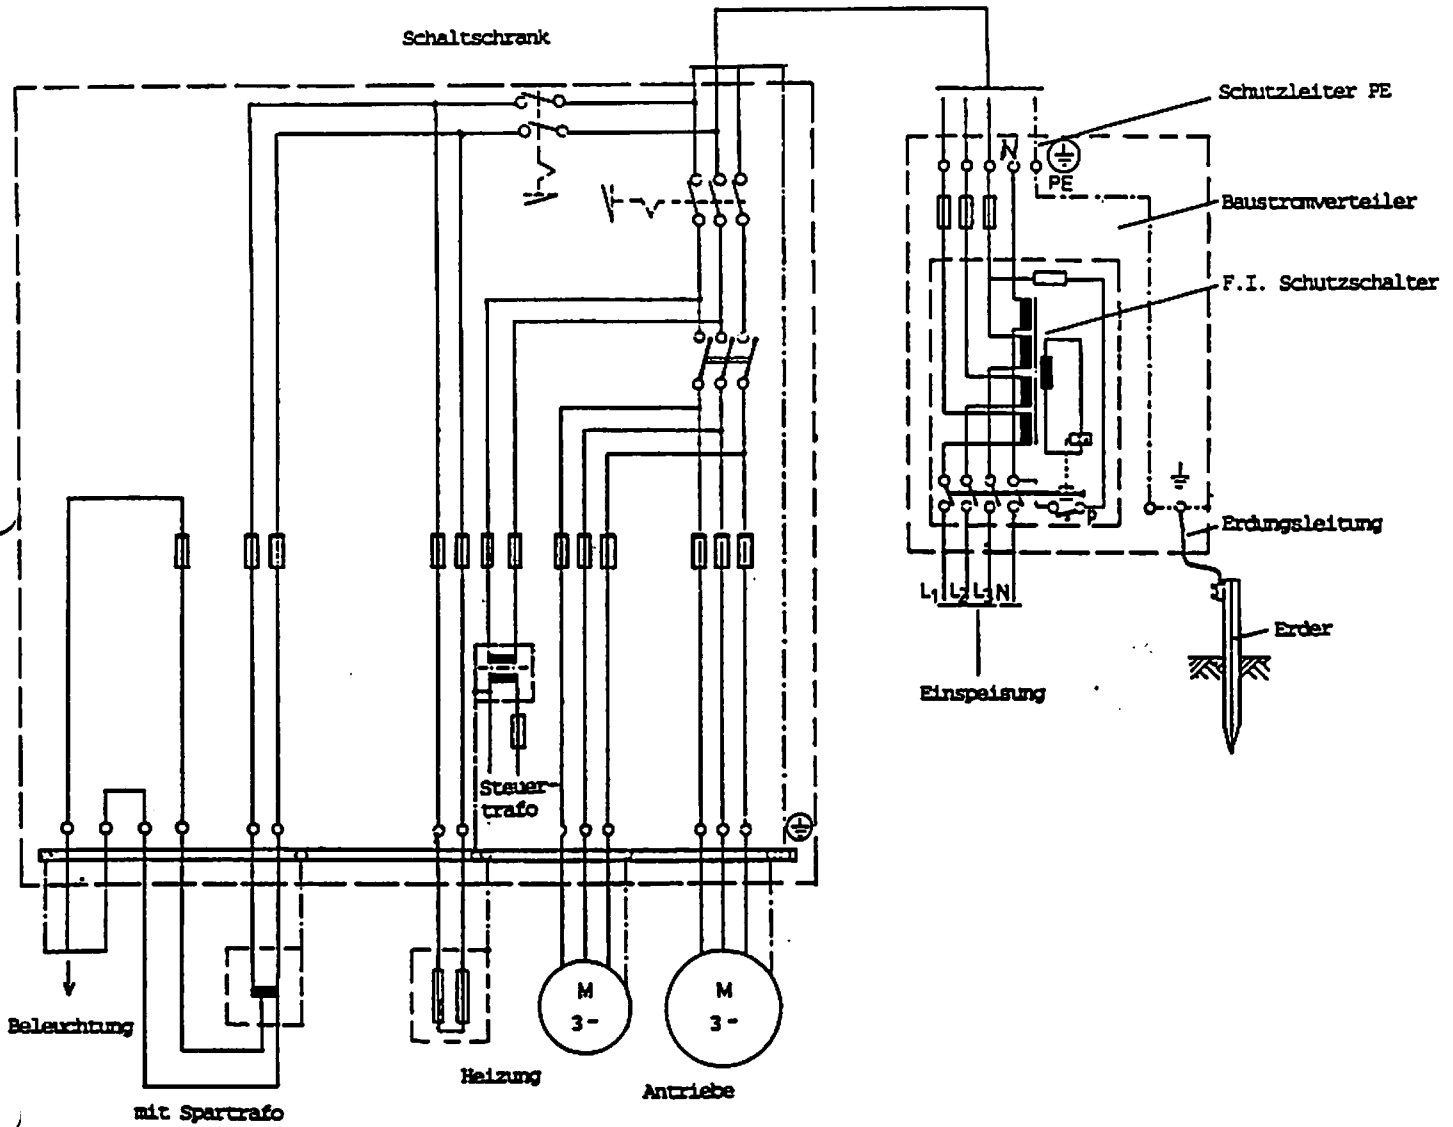 Schaltschrank
Schutzleiter PE
N
PE
Baustromverteiler
F.I. Schutzschalter
P
Erdungsleitung
L1 L2 L3 N
Erder
Einspeisung
Steuer-
trafo
M
3~
M
3~
Beleuchtung
Heizung
Antriebe
mit Spartrafo